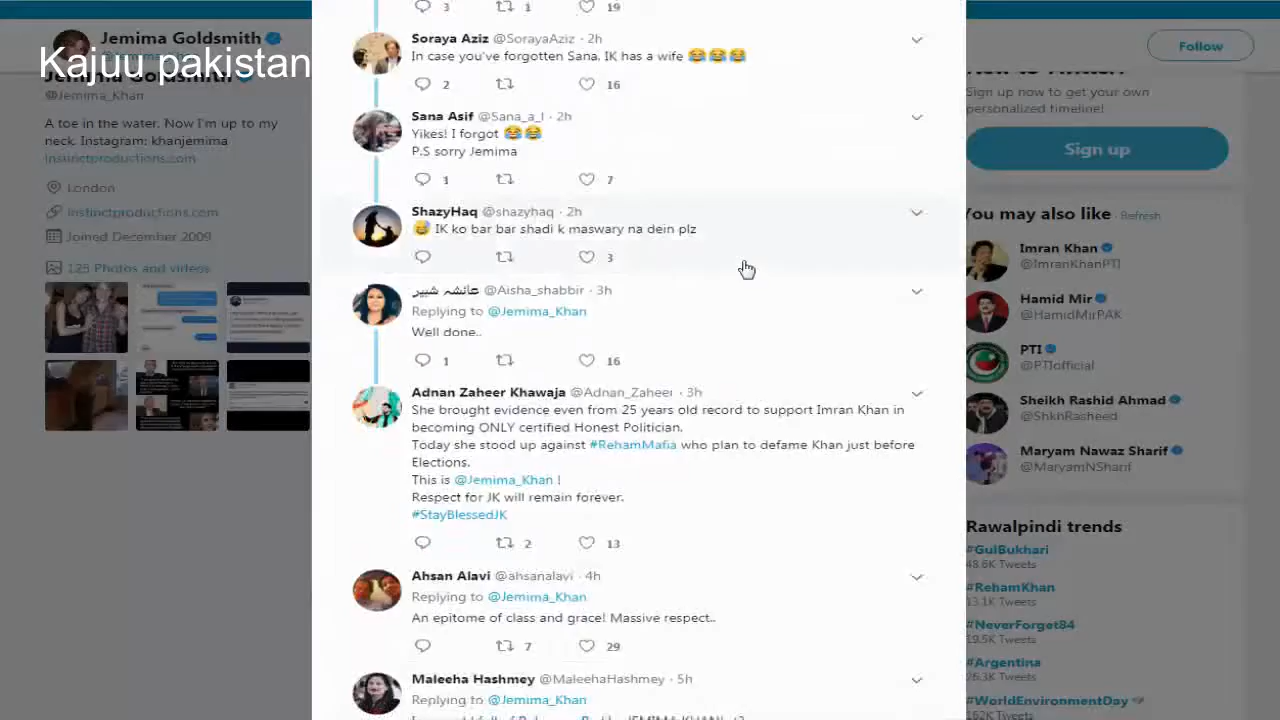 3 1 19
Jemima Goldsmith
Kajuu pakistan
Jemima Goldsmith
@Jemima_Khan
A toe in the water. Now I'm up to my
neck. Instagram: khanjemima
instinctproductions.com
London
instinctproductions.com
Joined December 2009
125 Photos and videos
Soraya Aziz @SorayaAziz · 2h
In case you've forgotten Sana, IK has a wife 😂😂😂
2 16
Sana Asif @Sana_a_I · 2h
Yikes! I forgot 😂😂
P.S sorry Jemima
1 7
ShazyHaq @shazyhaq · 2h
😅 IK ko bar bar shadi k maswary na dein plz
3
عائشہ شبیر @Aisha_shabbir · 3h
Replying to @Jemima_Khan
Well done..
1 16
Adnan Zaheer Khawaja @Adnan_Zaheer · 3h
She brought evidence even from 25 years old record to support Imran Khan in
becoming ONLY certified Honest Politician.
Today she stood up against #RehamMafia who plan to defame Khan just before
Elections.
This is @Jemima_Khan !
Respect for JK will remain forever.
#StayBlessedJK
2 13
Ahsan Alavi @ahsanalavi · 4h
Replying to @Jemima_Khan
An epitome of class and grace! Massive respect..
7 29
Maleeha Hashmey @MaleehaHashmey · 5h
Replying to @Jemima_Khan
Follow
Sign up now to get your own
personalized timeline!
Sign up
You may also like · Refresh
Imran Khan
@ImranKhanPTI
Hamid Mir
@HamidMirPAK
PTI
@PTIofficial
Sheikh Rashid Ahmad
@ShkhRasheed
Maryam Nawaz Sharif
@MaryamNSharif
Rawalpindi trends
#GulBukhari
48.6K Tweets
#RehamKhan
13.1K Tweets
#NeverForget84
19.5K Tweets
#Argentina
26.3K Tweets
#WorldEnvironmentDay
162K Tweets